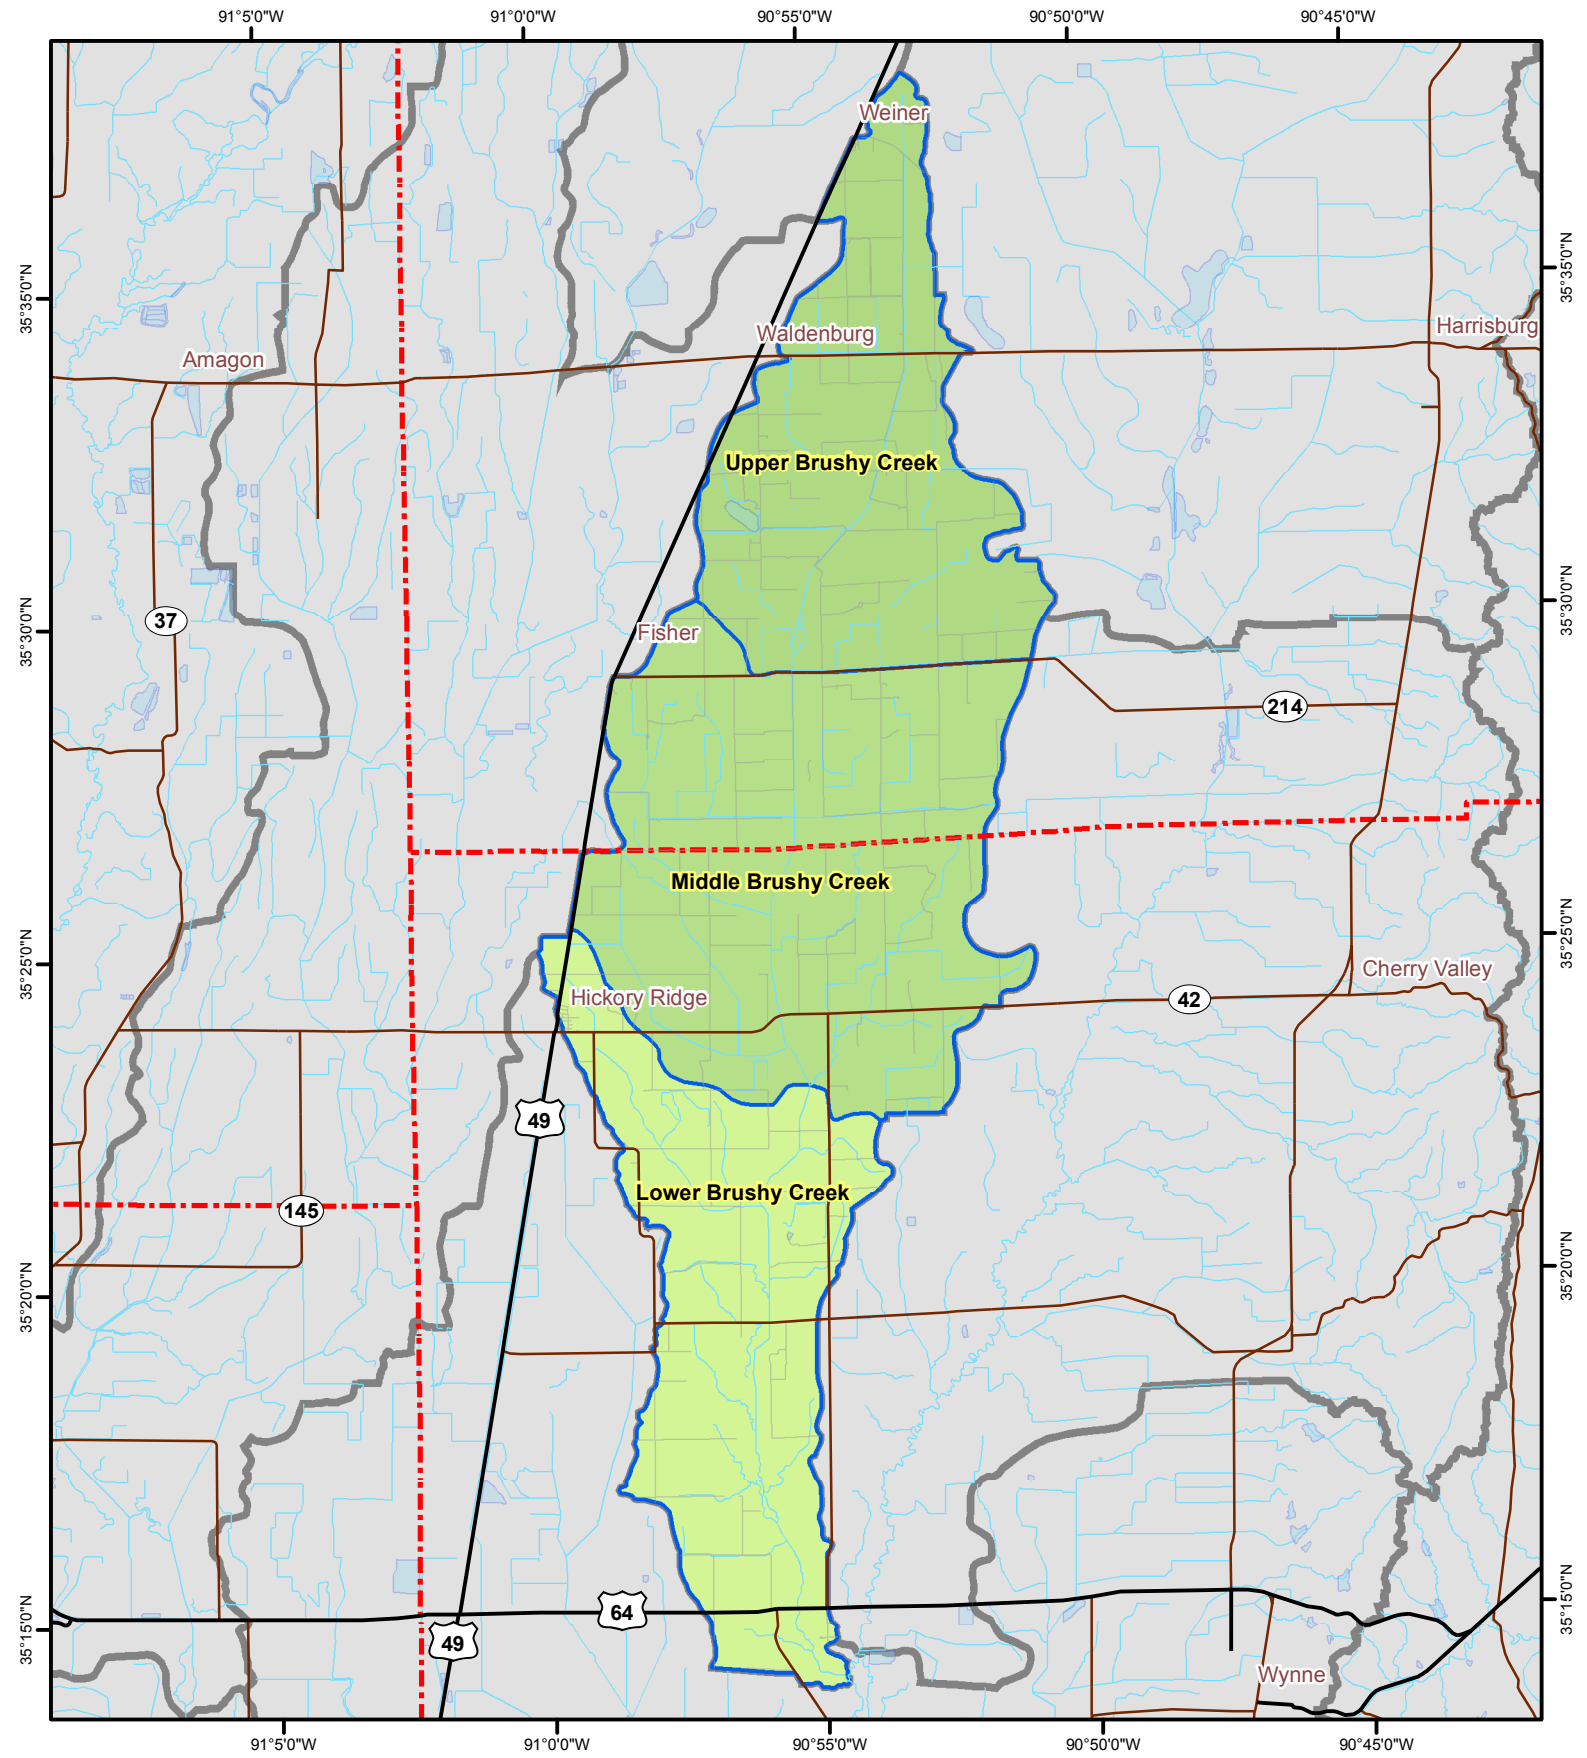 91°5'0"W
91°0'0"W
90°55'0"W
90°50'0"W
90°45'0"W
Weiner
35°35'0"N
35°35'0"N
Waldenburg
Harrisburg
Amagon
Upper Brushy Creek
35°30'0"N
35°30'0"N
37
Fisher
214
Middle Brushy Creek
35°25'0"N
35°25'0"N
Cherry Valley
Hickory Ridge
42
49
Lower Brushy Creek
145
35°20'0"N
35°20'0"N
35°15'0"N
35°15'0"N
64
49
Wynne
91°5'0"W
91°0'0"W
90°55'0"W
90°50'0"W
90°45'0"W